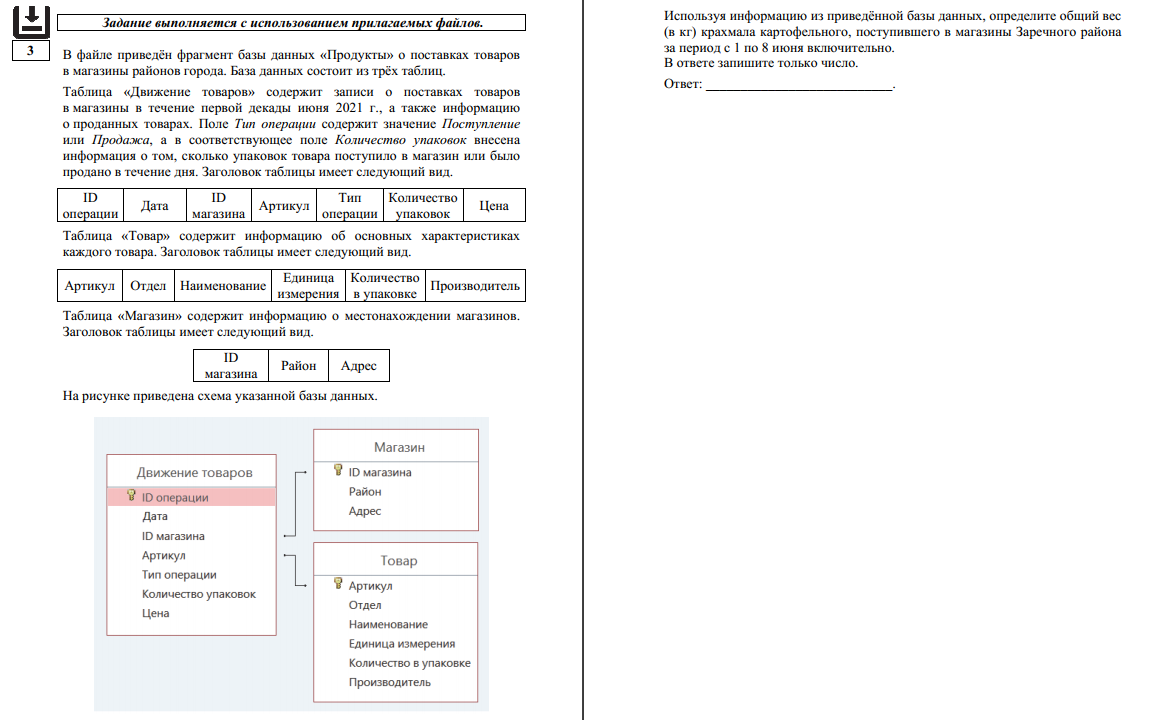 Задание выполняется с использованием прилагаемых файлов.
3
В файле приведён фрагмент базы данных «Продукты» о поставках товаров
в магазины районов города. База данных состоит из трёх таблиц.
Таблица «Движение товаров» содержит записи о поставках товаров
в магазины в течение первой декады июня 2021 г., а также информацию
о проданных товарах. Поле Тип операции содержит значение Поступление
или Продажа, а в соответствующее поле Количество упаковок внесена
информация о том, сколько упаковок товара поступило в магазин или было
продано в течение дня. Заголовок таблицы имеет следующий вид.
ID операции Дата ID магазина Артикул Тип операции Количество упаковок Цена
Таблица «Товар» содержит информацию об основных характеристиках
каждого товара. Заголовок таблицы имеет следующий вид.
Артикул Отдел Наименование Единица измерения Количество в упаковке Производитель
Таблица «Магазин» содержит информацию о местонахождении магазинов.
Заголовок таблицы имеет следующий вид.
ID магазина Район Адрес
На рисунке приведена схема указанной базы данных.
Движение товаров
ID операции
Дата
ID магазина
Артикул
Тип операции
Количество упаковок
Цена
Магазин
ID магазина
Район
Адрес
Товар
Артикул
Отдел
Наименование
Единица измерения
Количество в упаковке
Производитель
Используя информацию из приведённой базы данных, определите общий вес
(в кг) крахмала картофельного, поступившего в магазины Заречного района
за период с 1 по 8 июня включительно.
В ответе запишите только число.
Ответ: ___________________________.